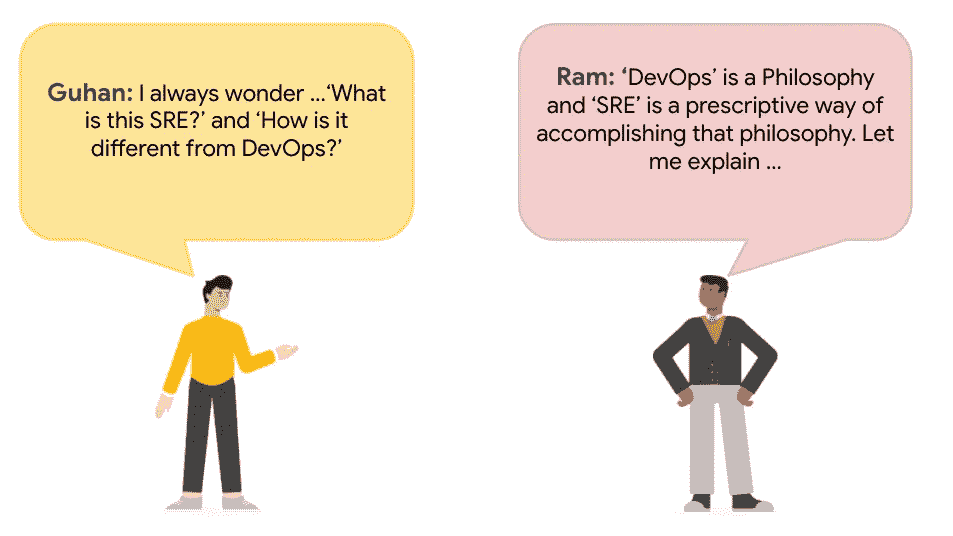 Guhan: I always wonder ...‘What
is this SRE?’ and ‘How is it
different from DevOps?’
Ram: ‘DevOps’ is a Philosophy
and ‘SRE’ is a prescriptive way of
accomplishing that philosophy. Let
me explain ...